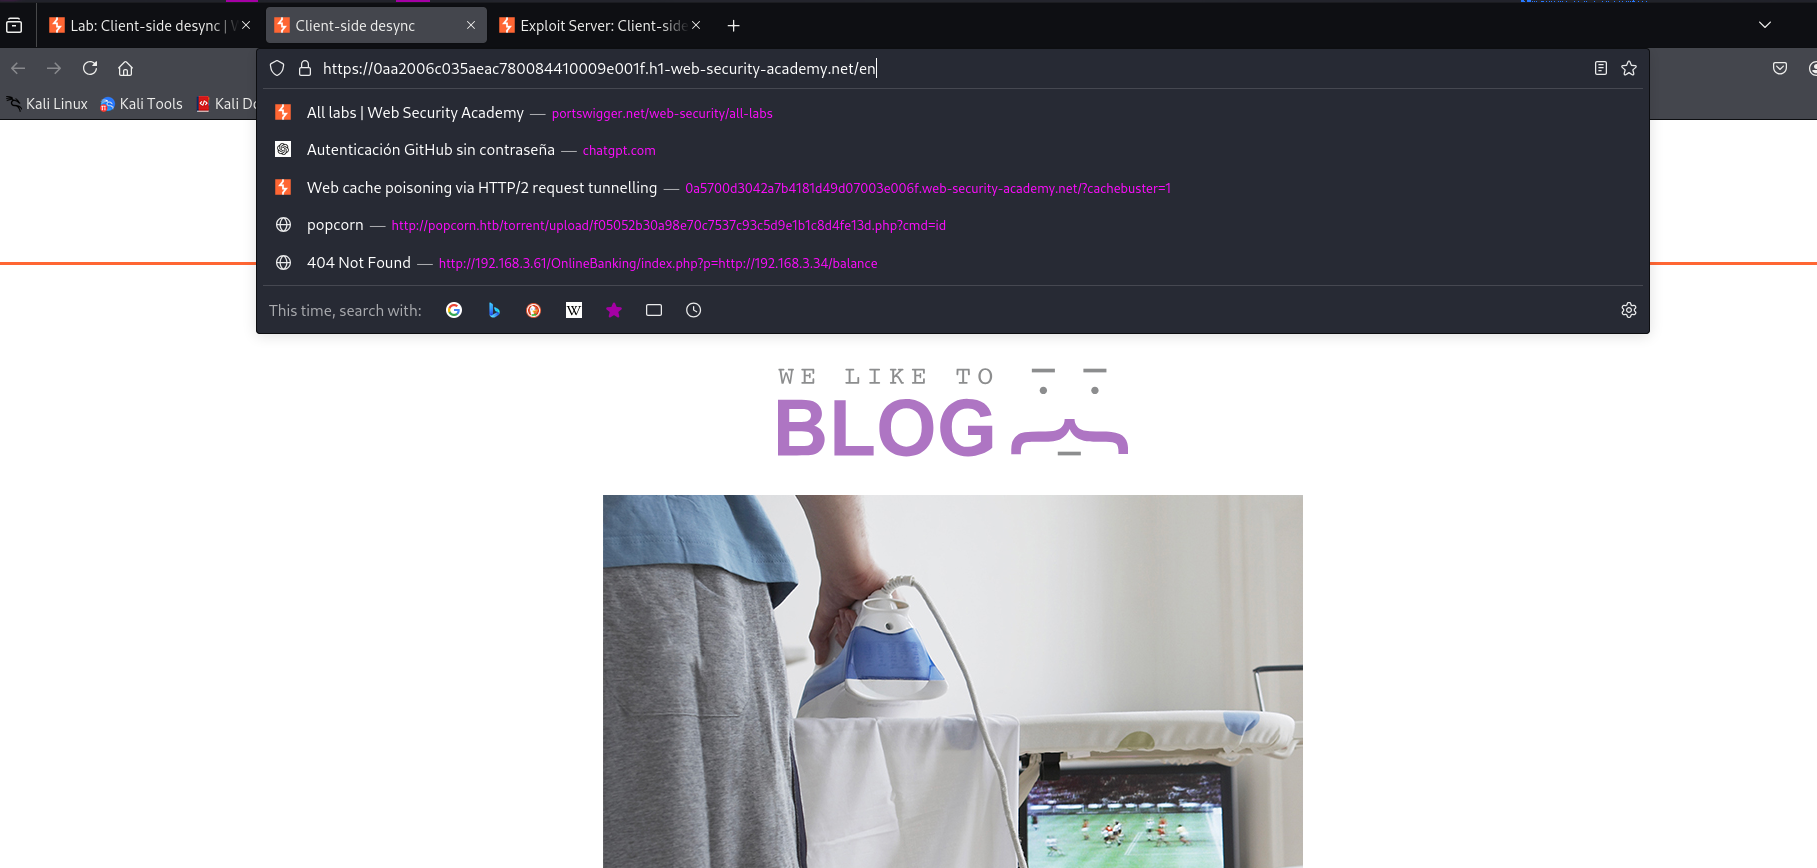 Lab: Client-side desync | W
Client-side desync
Exploit Server: Client-side
https://0aa2006c035aeac780084410009e001f.h1-web-security-academy.net/en
Kali Linux
Kali Tools
Kali Do
All labs | Web Security Academy — portswigger.net/web-security/all-labs
Autenticación GitHub sin contraseña — chatgpt.com
Web cache poisoning via HTTP/2 request tunnelling — 0a5700d3042a7b4181d49d07003e006f.web-security-academy.net/?cachebuster=1
popcorn — http://popcorn.htb/torrent/upload/f05052b30a98e70c7537c93c5d9e1b1c8d4fe13d.php?cmd=id
404 Not Found — http://192.168.3.61/OnlineBanking/index.php?p=http://192.168.3.34/balance
This time, search with:
W
WE LIKE TO
BLOG